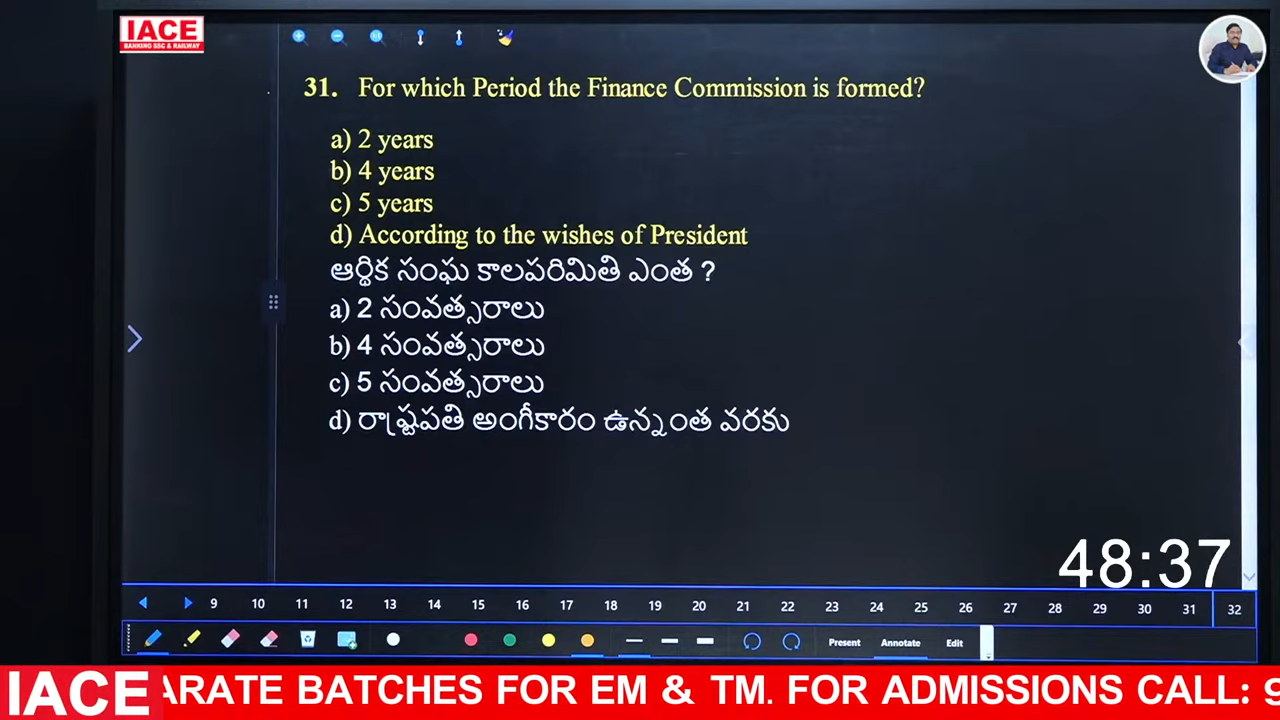 IACE
BANKING SSC & RAILWAY
31. For which Period the Finance Commission is formed?
a) 2 years
b) 4 years
c) 5 years
d) According to the wishes of President
ఆర్థిక సంఘ కాలపరిమితి ఎంత ?
a) 2 సంవత్సరాలు
b) 4 సంవత్సరాలు
c) 5 సంవత్సరాలు
d) రాష్ట్రపతి అంగీకారం ఉన్నంత వరకు
48:37
9 10 11 12 13 14 15 16 17 18 19 20 21 22 23 24 25 26 27 28 29 30 31 32
Present Annotate Edit
IACE ARATE BATCHES FOR EM & TM. FOR ADMISSIONS CALL: 9